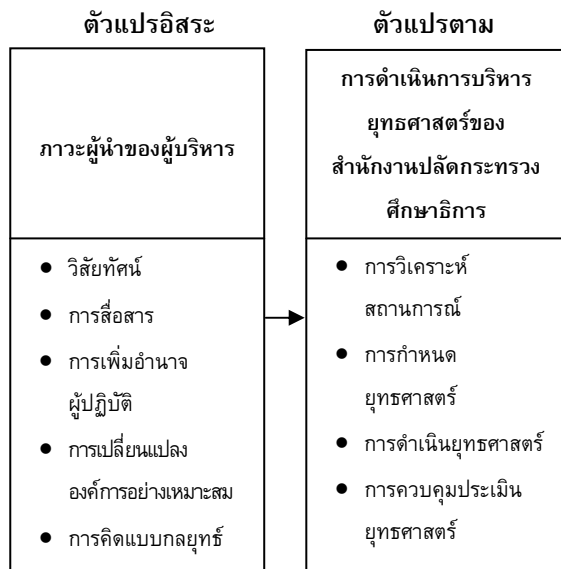 ตัวแปรอิสระ
ภาวะผู้นำของผู้บริหาร
• วิสัยทัศน์
• การสื่อสาร
• การเพิ่มอำนาจ
ผู้ปฏิบัติ
• การเปลี่ยนแปลง
องค์การอย่างเหมาะสม
• การคิดแบบกลยุทธ์
ตัวแปรตาม
การดำเนินการบริหาร
ยุทธศาสตร์ของ
สำนักงานปลัดกระทรวง
ศึกษาธิการ
• การวิเคราะห์
สถานการณ์
• การกำหนด
ยุทธศาสตร์
• การดำเนินยุทธศาสตร์
• การควบคุมประเมิน
ยุทธศาสตร์